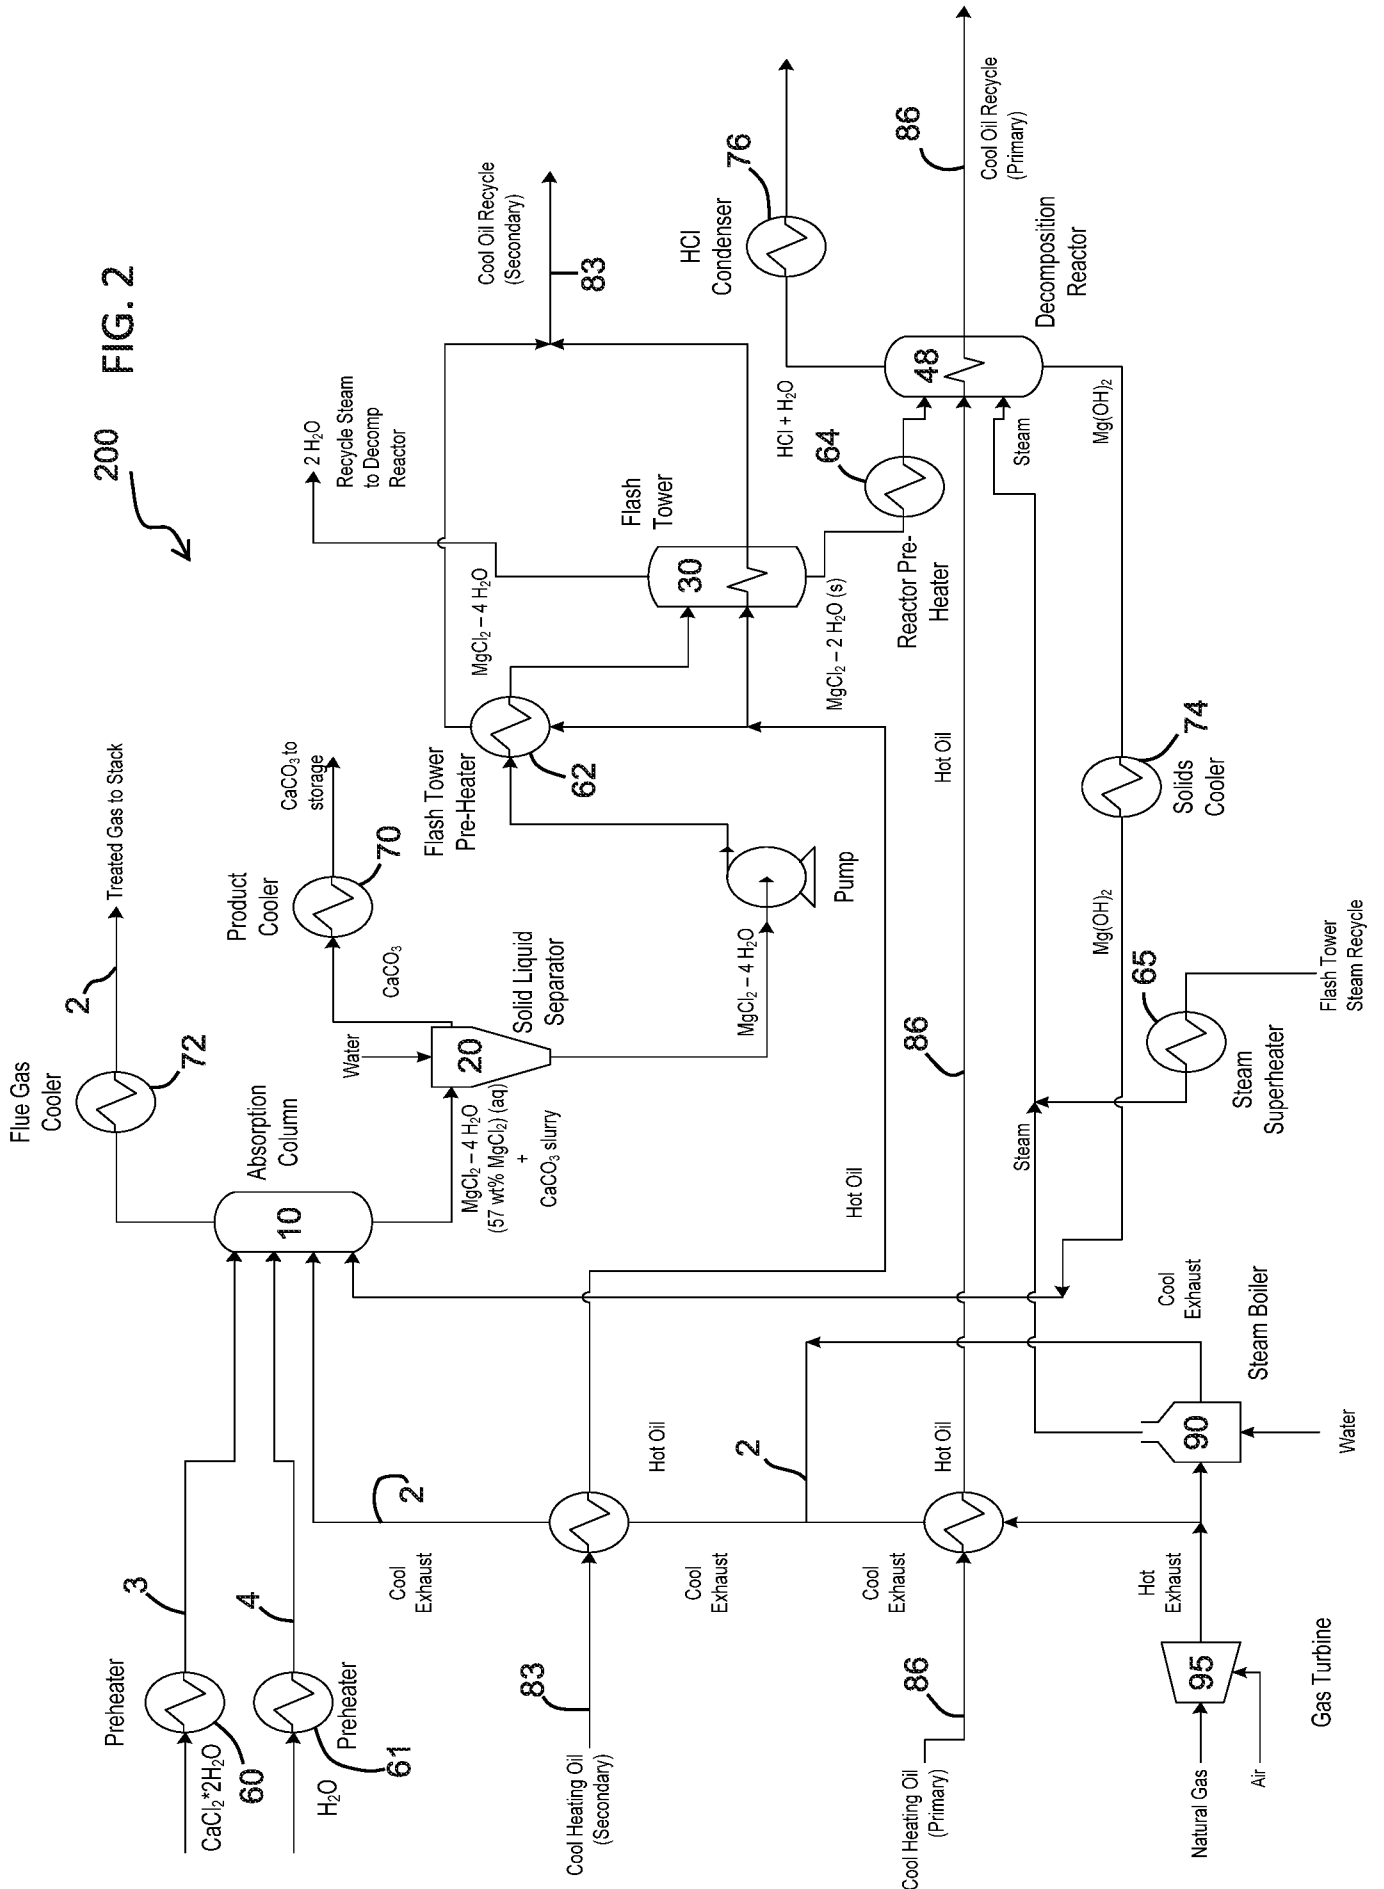 FIG. 2
200
Flue Gas
Cooler
72
2
Treated Gas to Stack
Preheater
3
60
CaCl₂*2H₂O
4
Preheater
61
H₂O
Absorption
Column
10
MgCl₂ – 4 H₂O
(57 wt% MgCl₂) (aq)
+
CaCO₃ slurry
Water
20
Solid Liquid
Separator
CaCO₃
Product
Cooler
70
CaCO₃ to
storage
MgCl₂ – 4 H₂O
Pump
Flash Tower
Pre-Heater
62
MgCl₂ – 4 H₂O
2 H₂O
Recycle Steam
to Decomp
Reactor
Flash
Tower
30
MgCl₂ – 2 H₂O (s)
Cool Oil Recycle
(Secondary)
83
Reactor Pre-
Heater
64
HCl + H₂O
HCl
Condenser
76
48
Decomposition
Reactor
86
Cool Oil Recycle
(Primary)
Steam
Mg(OH)₂
Solids
Cooler
74
Mg(OH)₂
Steam
Superheater
65
Flash Tower
Steam Recycle
Steam
Hot Oil
86
Hot Oil
2
Cool
Exhaust
83
Cool Heating Oil
(Secondary)
Hot Oil
Cool
Exhaust
2
Hot Oil
Cool
Exhaust
86
Cool Heating Oil
(Primary)
Hot
Exhaust
Cool
Exhaust
Steam Boiler
90
Water
95
Gas Turbine
Natural Gas
Air